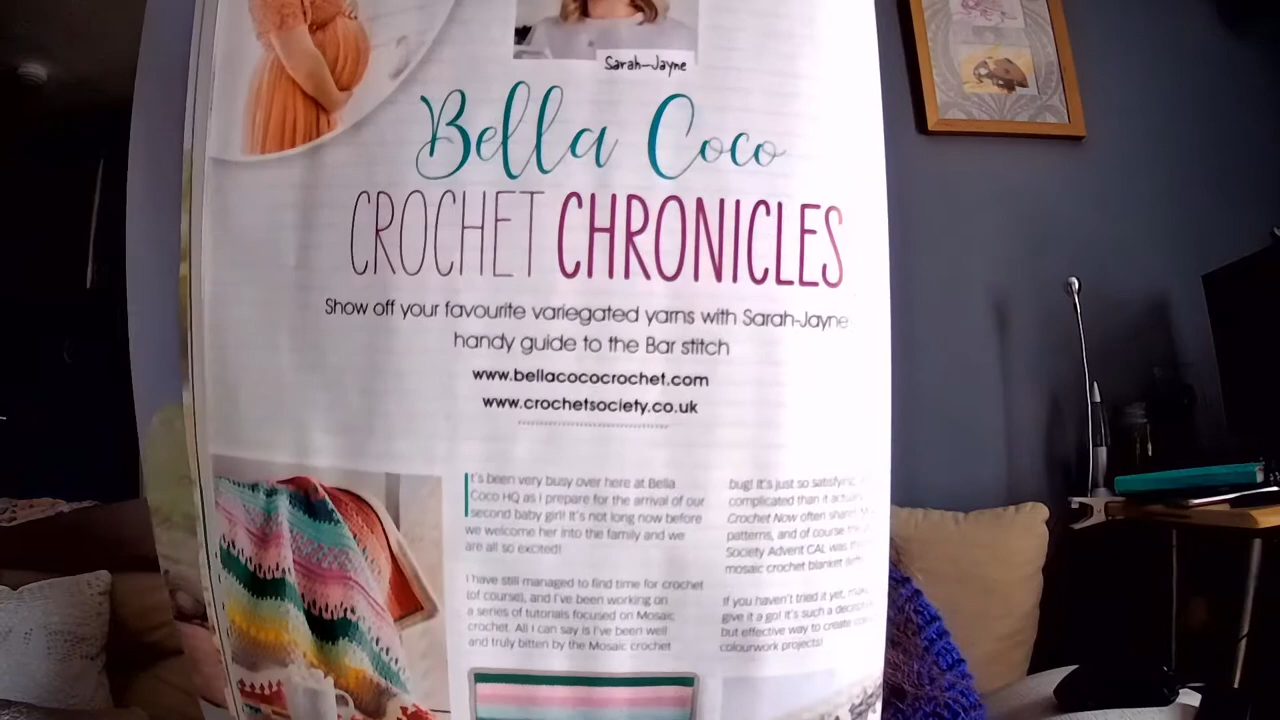 Sarah-Jayne
Bella Coco
CROCHET CHRONICLES
Show off your favourite variegated yarns with Sarah-Jayne
handy guide to the Bar stitch
www.bellacococrochet.com
www.crochetsociety.co.uk
It's been very busy over here at Bella
Coco HQ as I prepare for the arrival of our
second baby girl! It's not long now before
we welcome her into the family and we
are all so excited!
I have still managed to find time for crochet
(of course), and I've been working on
a series of tutorials focused on Mosaic
crochet. All I can say is I've been well
and truly bitten by the Mosaic crochet
bug! It's just so satisfying
complicated than it
Crochet Now often
patterns, and of course
Society Advent CAL was
mosaic crochet blanket
If you haven't tried it yet,
give it a go! It's such a
but effective way to create
colourwork projects!